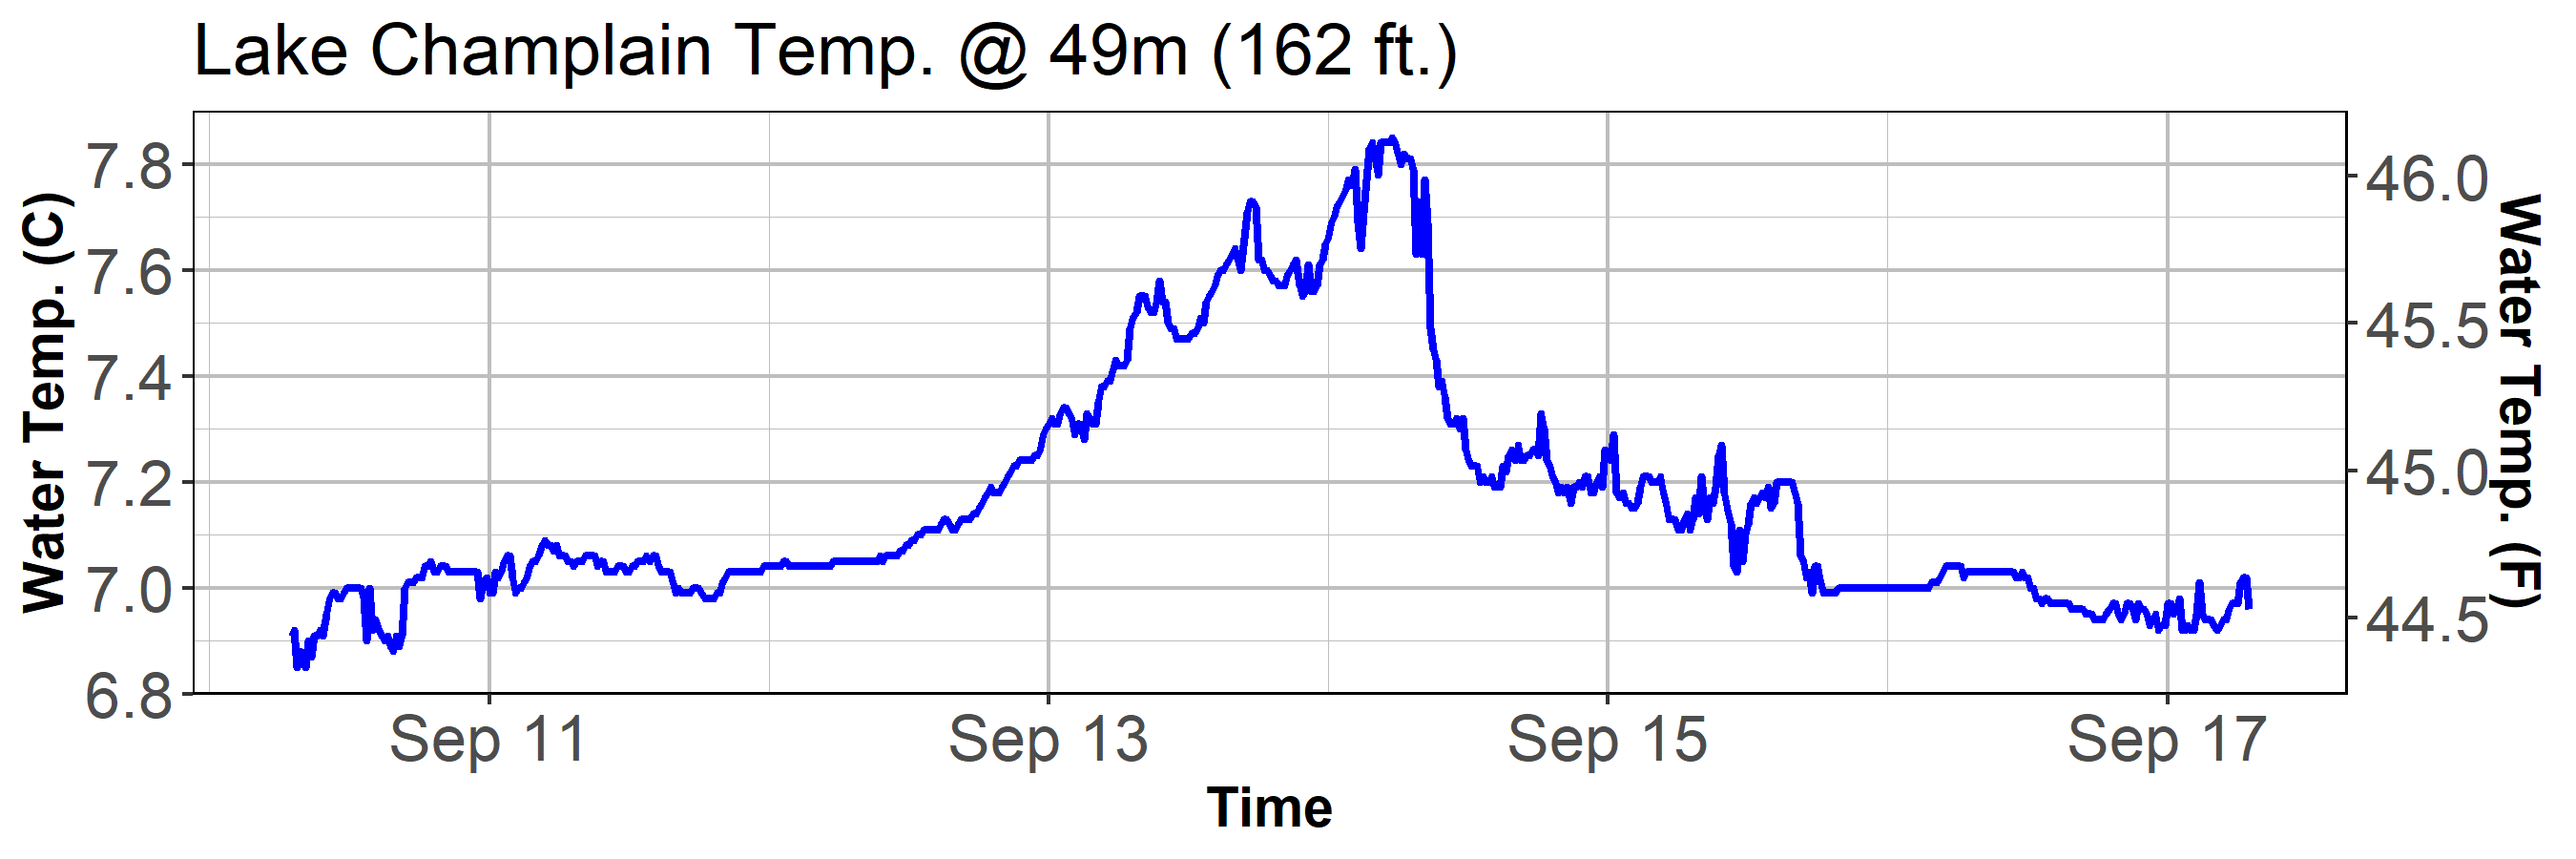 Lake Champlain Temp. @ 49m (162 ft.)
Water Temp. (C)
7.8
7.6
7.4
7.2
7.0
6.8
46.0
45.5
45.0
44.5
Water Temp. (F)
Sep 11
Sep 13
Sep 15
Sep 17
Time